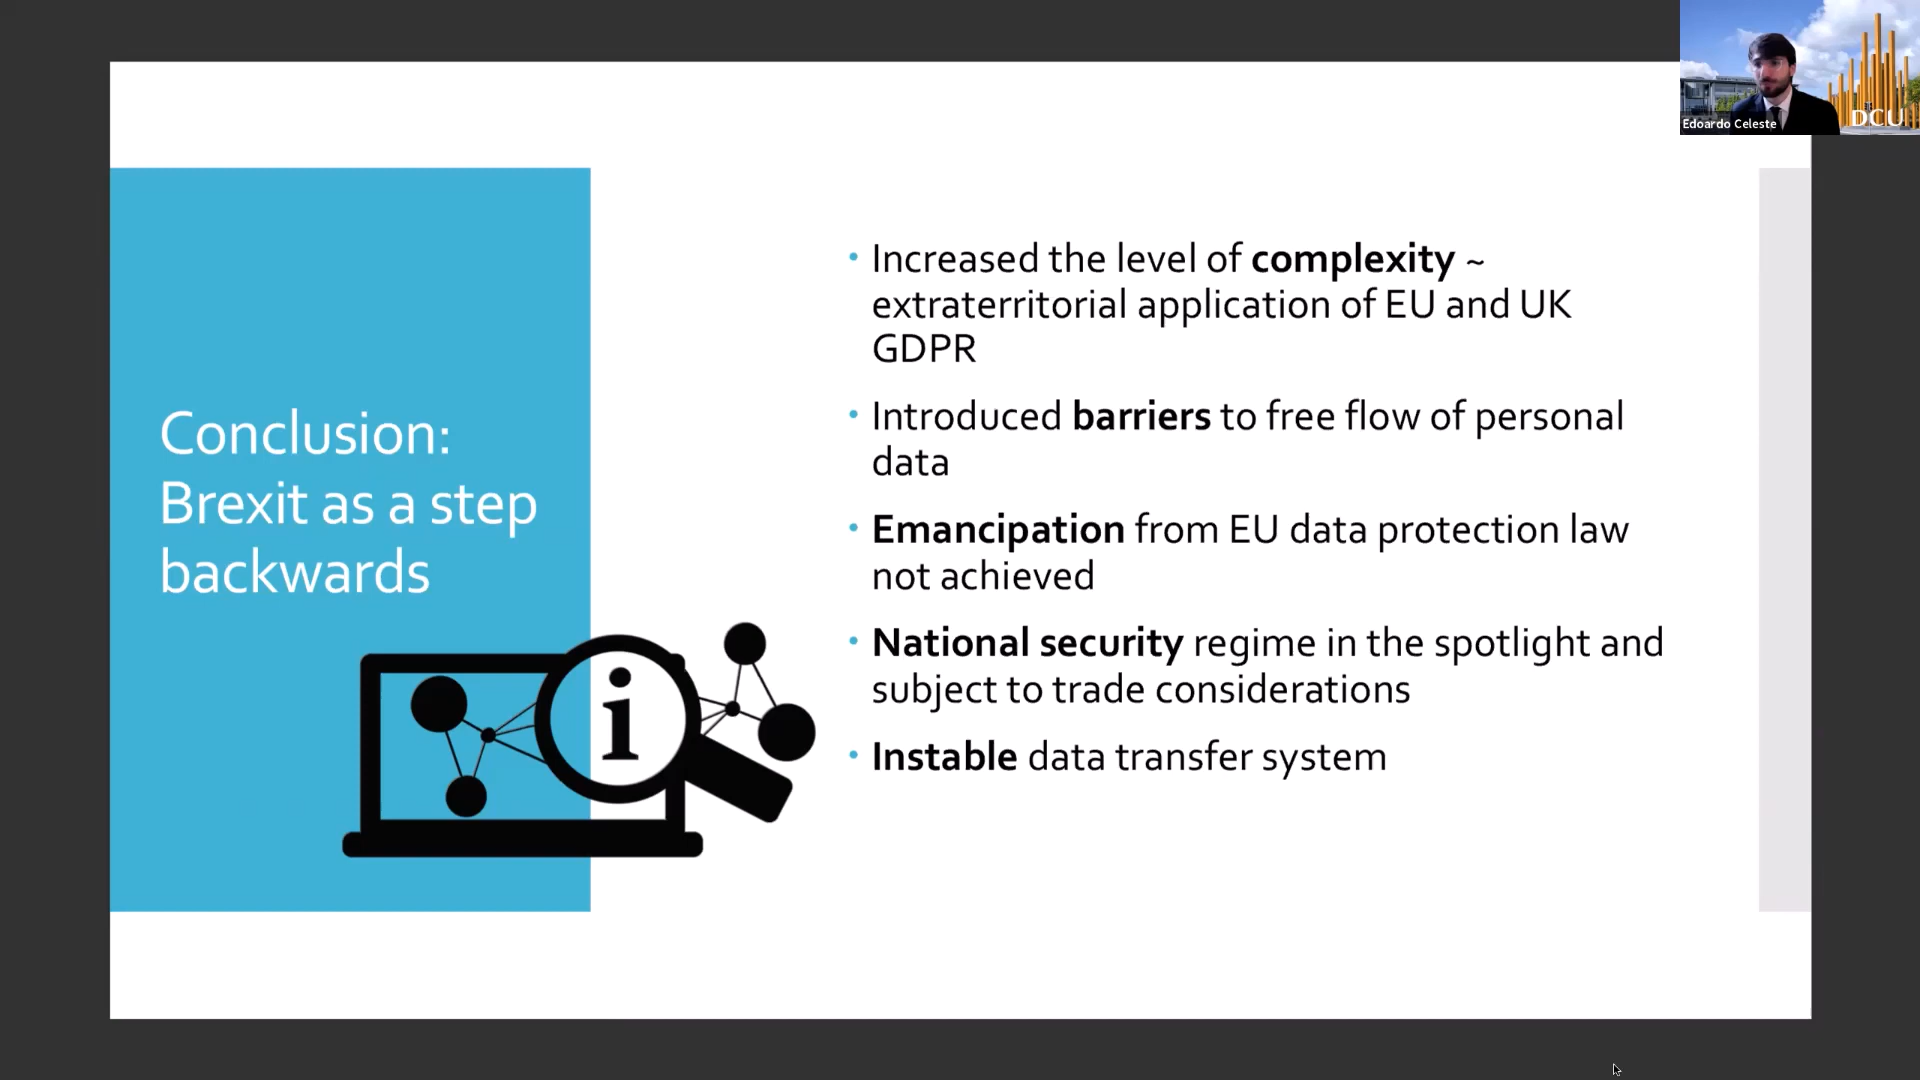 Edoardo Celeste
DCU
Conclusion:
Brexit as a step
backwards
i
• Increased the level of complexity ~
extraterritorial application of EU and UK
GDPR
• Introduced barriers to free flow of personal
data
• Emancipation from EU data protection law
not achieved
• National security regime in the spotlight and
subject to trade considerations
• Instable data transfer system